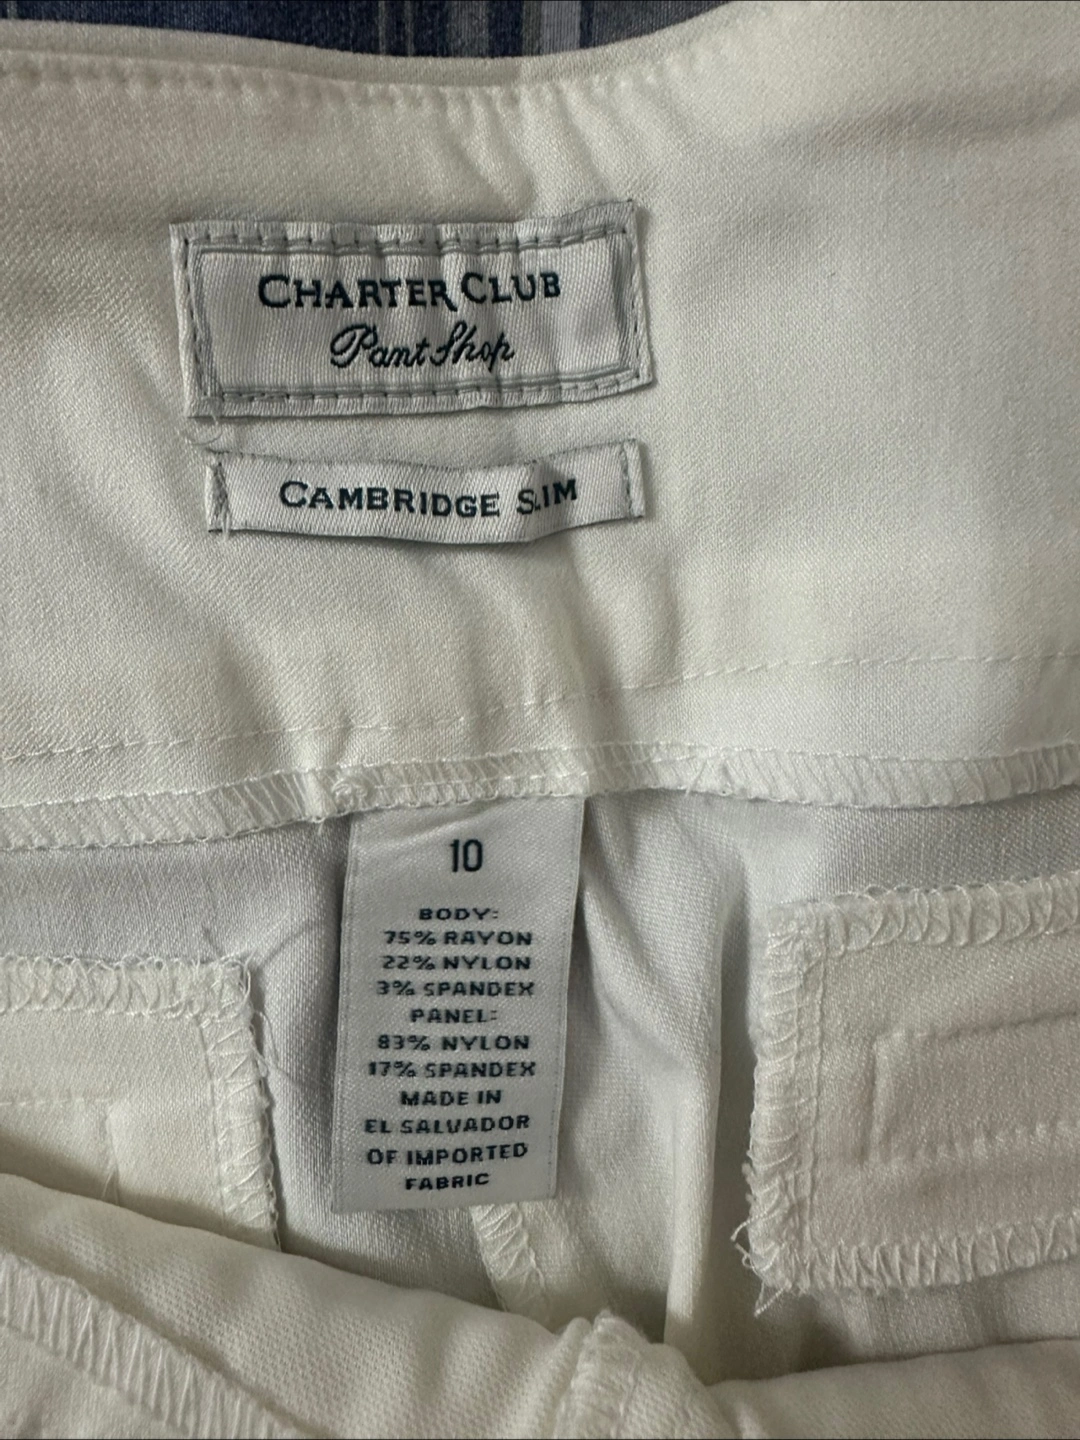 CHARTER CLUB
Pant Shop
CAMBRIDGE SLIM
10
BODY:
75% RAYON
22% NYLON
3% SPANDEX
PANEL:
83% NYLON
17% SPANDEX
MADE IN
EL SALVADOR
OF IMPORTED
FABRIC